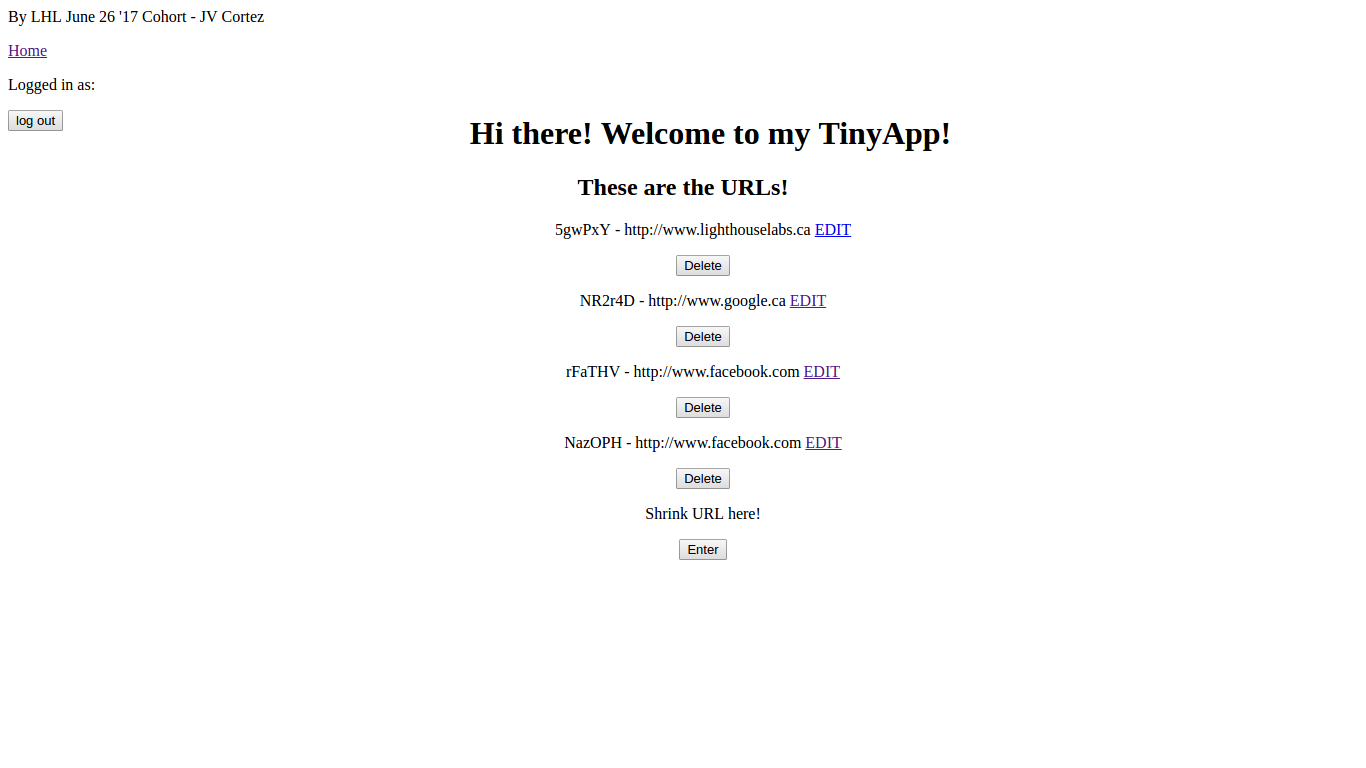 By LHL June 26 '17 Cohort - JV Cortez
Home
Logged in as:
log out
Hi there! Welcome to my TinyApp!
These are the URLs!
5gwPxY - http://www.lighthouselabs.ca EDIT
Delete
NR2r4D - http://www.google.ca EDIT
Delete
rFaTHV - http://www.facebook.com EDIT
Delete
NazOPH - http://www.facebook.com EDIT
Delete
Shrink URL here!
Enter